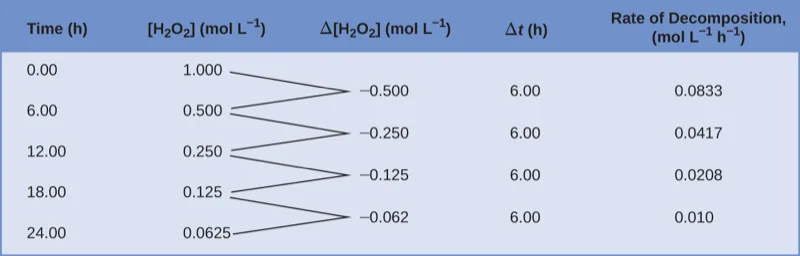 Time (h) [H2O2] (mol L−1) Δ[H2O2] (mol L−1) Δt (h) Rate of Decomposition, (mol L−1 h−1)
0.00 1.000
−0.500 6.00 0.0833
6.00 0.500
−0.250 6.00 0.0417
12.00 0.250
−0.125 6.00 0.0208
18.00 0.125
−0.062 6.00 0.010
24.00 0.0625